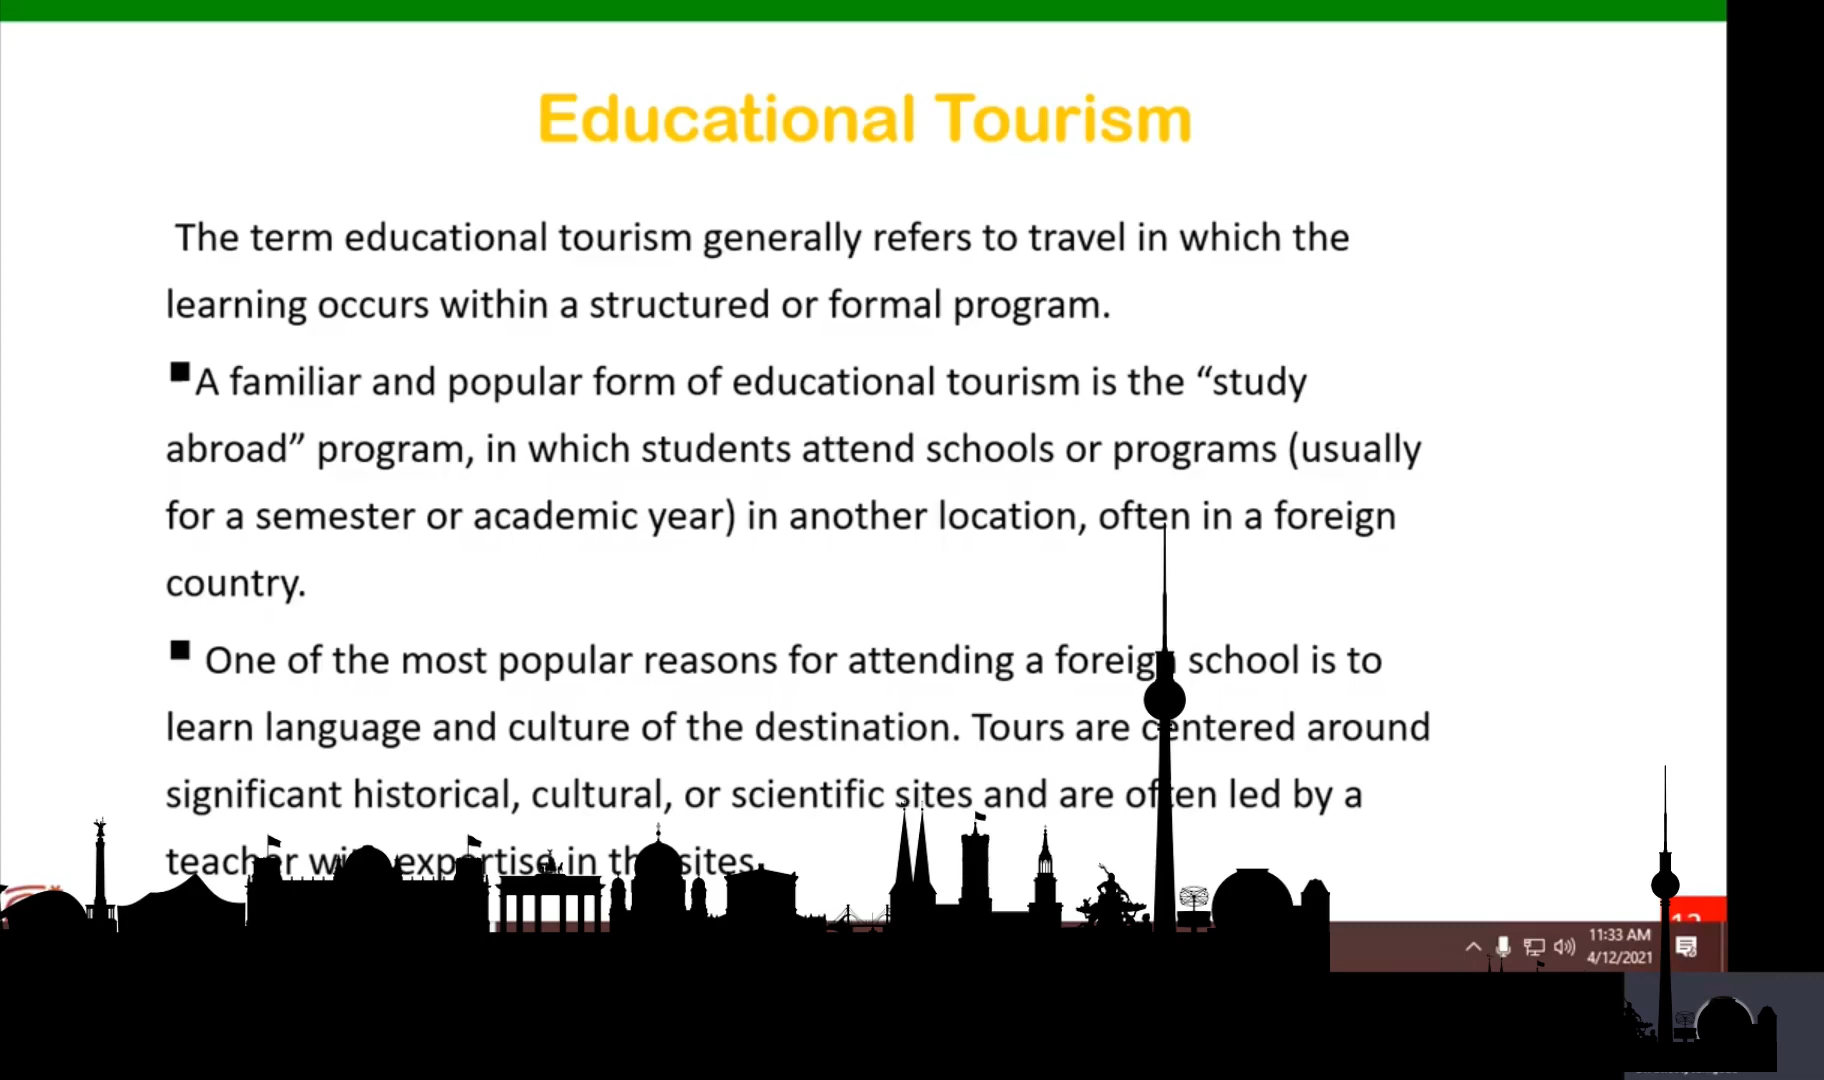 Educational Tourism
The term educational tourism generally refers to travel in which the
learning occurs within a structured or formal program.
▪A familiar and popular form of educational tourism is the “study
abroad” program, in which students attend schools or programs (usually
for a semester or academic year) in another location, often in a foreign
country.
▪ One of the most popular reasons for attending a foreign school is to
learn language and culture of the destination. Tours are centered around
significant historical, cultural, or scientific sites and are often led by a
teacher with expertise in the sites.
11:33 AM
4/12/2021